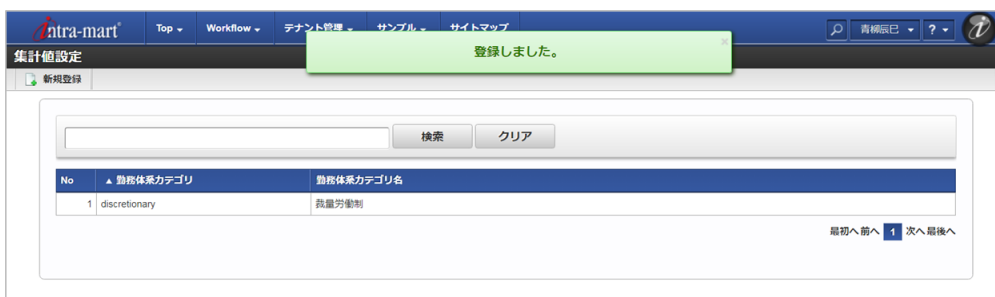 intra-mart® Top Workflow テナント管理 サンプル サイトマップ 青柳辰巳 ?
登録しました。 ×
集計値設定
新規登録
検索 クリア
No ▲ 勤務体系カテゴリ 勤務体系カテゴリ名
1 discretionary 裁量労働制
最初へ 前へ 1 次へ 最後へ